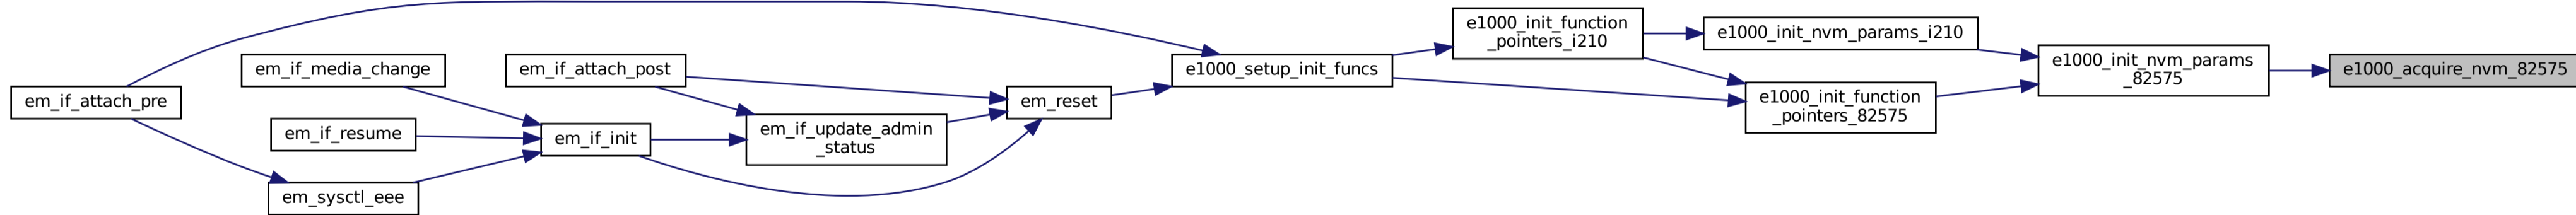 em_if_attach_pre
em_if_media_change
em_if_resume
em_sysctl_eee
em_if_attach_post
em_if_init
em_if_update_admin
_status
em_reset
e1000_setup_init_funcs
e1000_init_function
_pointers_i210
e1000_init_nvm_params_i210
e1000_init_function
_pointers_82575
e1000_init_nvm_params
_82575
e1000_acquire_nvm_82575